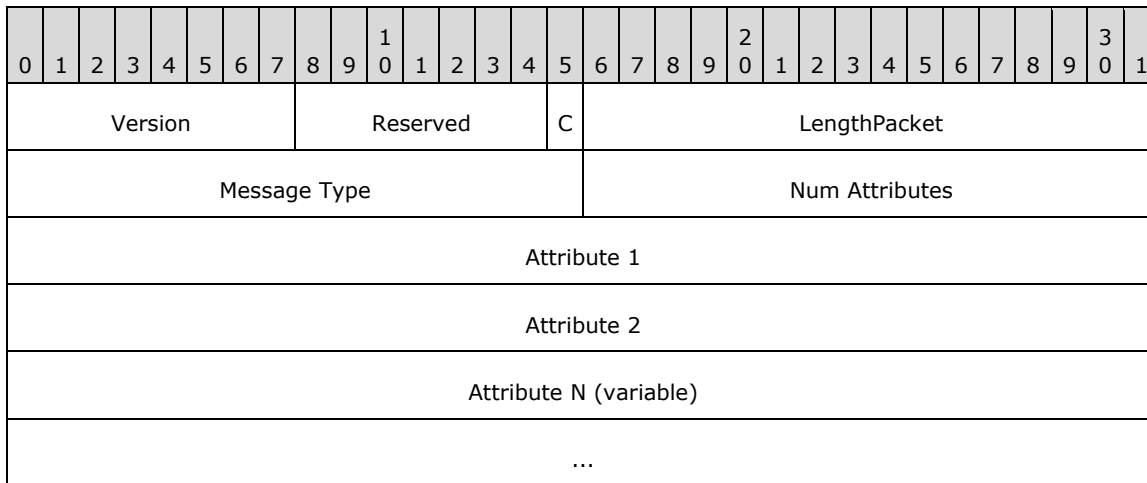 1 2 3
0 1 2 3 4 5 6 7 8 9 0 1 2 3 4 5 6 7 8 9 0 1 2 3 4 5 6 7 8 9 0 1
Version Reserved C LengthPacket
Message Type Num Attributes
Attribute 1
Attribute 2
Attribute N (variable)
...